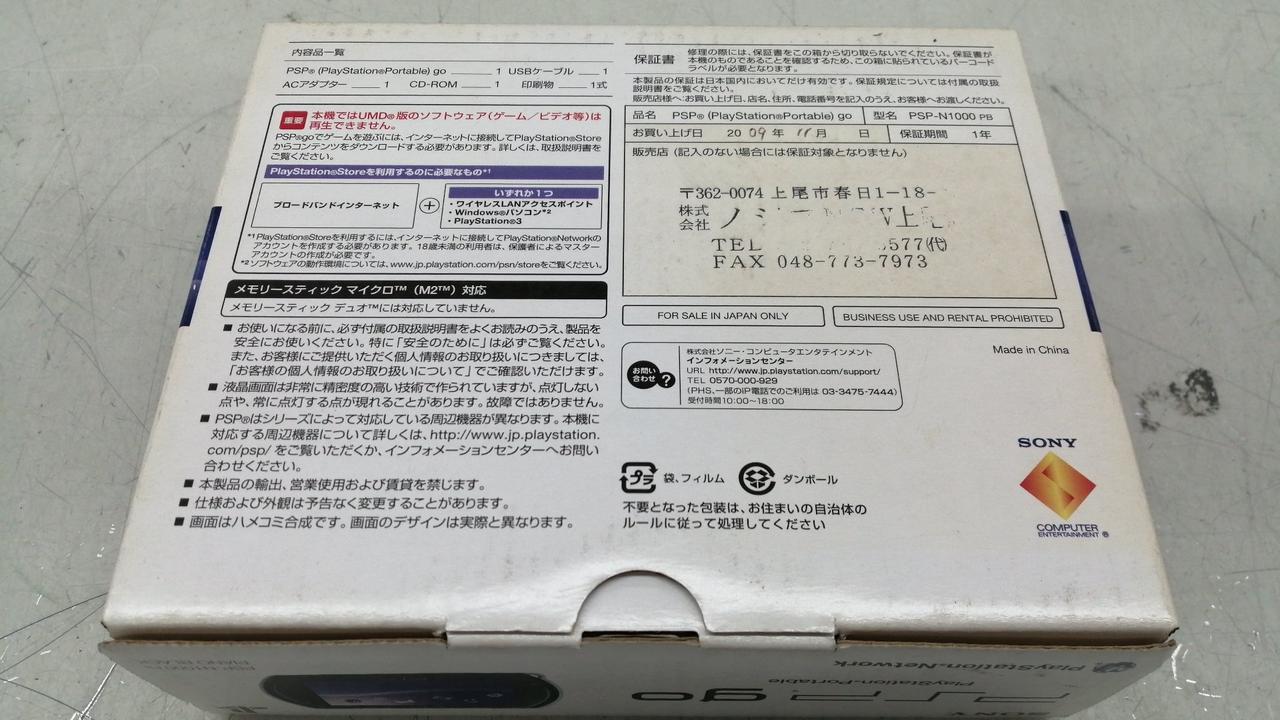 内容品一覧
PSP® (PlayStation®Portable) go 1 USBケーブル 1
ACアダプター 1 CD-ROM 1 印刷物 1式
重要 本機ではUMD®版のソフトウェア(ゲーム/ビデオ等)は
再生できません。
PSP®goでゲームを遊ぶには、インターネットに接続してPlayStation®Store
からコンテンツをダウンロードする必要があります。詳しくは、取扱説明書を
ご覧ください。
PlayStation®Storeを利用するのに必要なもの*1
ブロードバンドインターネット
+
いずれか1つ
・ワイヤレスLANアクセスポイント
・Windows®パソコン*2
・PlayStation®3
*1 PlayStation®Storeを利用するには、インターネットに接続してPlayStation®Networkの
アカウントを作成する必要があります。18歳未満の利用者は、保護者によるマスター
アカウントの作成が必要です。
*2 ソフトウェアの動作環境については、www.jp.playstation.com/psn/storeをご覧ください。
メモリースティック マイクロ™ (M2™) 対応
メモリースティック デュオ™には対応していません。
■ お使いになる前に、必ず付属の取扱説明書をよくお読みのうえ、製品を
安全にお使いください。特に「安全のために」は必ずご覧ください。
また、お客様にご提供いただく個人情報のお取り扱いにつきましては、
「お客様の個人情報のお取り扱いについて」でご確認いただけます。
■ 液晶画面は非常に精密度の高い技術で作られていますが、点灯しない
点や、常に点灯する点が現れることがあります。故障ではありません。
■ PSP®はシリーズによって対応している周辺機器が異なります。本機に
対応する周辺機器について詳しくは、http://www.jp.playstation.
com/psp/ をご覧いただくか、インフォメーションセンターへお問い
合わせください。
■ 本製品の輸出、営業使用および賃貸を禁じます。
■ 仕様および外観は予告なく変更することがあります。
■ 画面はハメコミ合成です。画面のデザインは実際と異なります。
保証書 修理の際には、保証書をこの箱から切り取らないでください。保証書が
本機のものであることを確認するため、この箱に貼られているバーコード
ラベルが必要となります。
本製品の保証は日本国内においてだけ有効です。保証規定については付属の取扱
説明書をご覧ください。
販売店様へ:お買い上げ日、店名、住所、電話番号を記入のうえ、お客様へお渡しください。
品名 PSP® (PlayStation®Portable) go 型名 PSP-N1000 PB
お買い上げ日 20 09 年 11 月 日 保証期間 1年
販売店 (記入のない場合には保証対象となりません)
〒362-0074 上尾市春日1-18-
株式
会社
TEL 577(代)
FAX 048-773-7973
FOR SALE IN JAPAN ONLY
BUSINESS USE AND RENTAL PROHIBITED
Made in China
お問い
合わせ ?
株式会社ソニー・コンピュータエンタテインメント
インフォメーションセンター
URL http://www.jp.playstation.com/support/
TEL 0570-000-929
(PHS、一部のIP電話でのご利用は 03-3475-7444)
受付時間10:00~18:00
プラ 袋、フィルム ダンボール
不要となった包装は、お住まいの自治体の
ルールに従って処理してください
SONY
COMPUTER
ENTERTAINMENT ®
PlayStation®Network
PlayStation®Portable
PSP go
SONY
PIANO BLACK